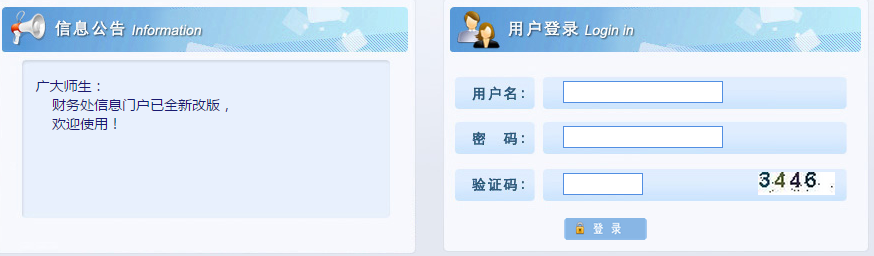 信息公告 Information
广大师生：
财务处信息门户已全新改版，
欢迎使用！
用户登录 Login in
用户名:
密 码:
验证码:
3446
登 录